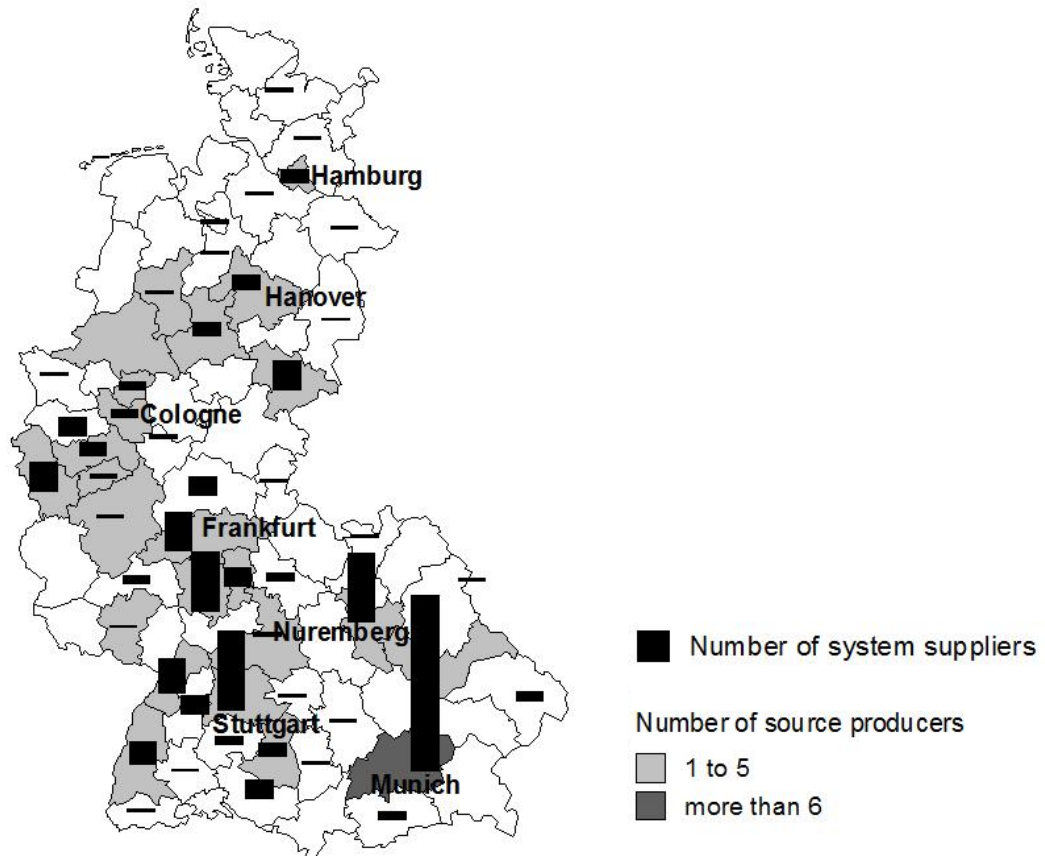 Hamburg
Hanover
Cologne
Frankfurt
Nuremberg
Stuttgart
Munich
Number of system suppliers
Number of source producers
1 to 5
more than 6